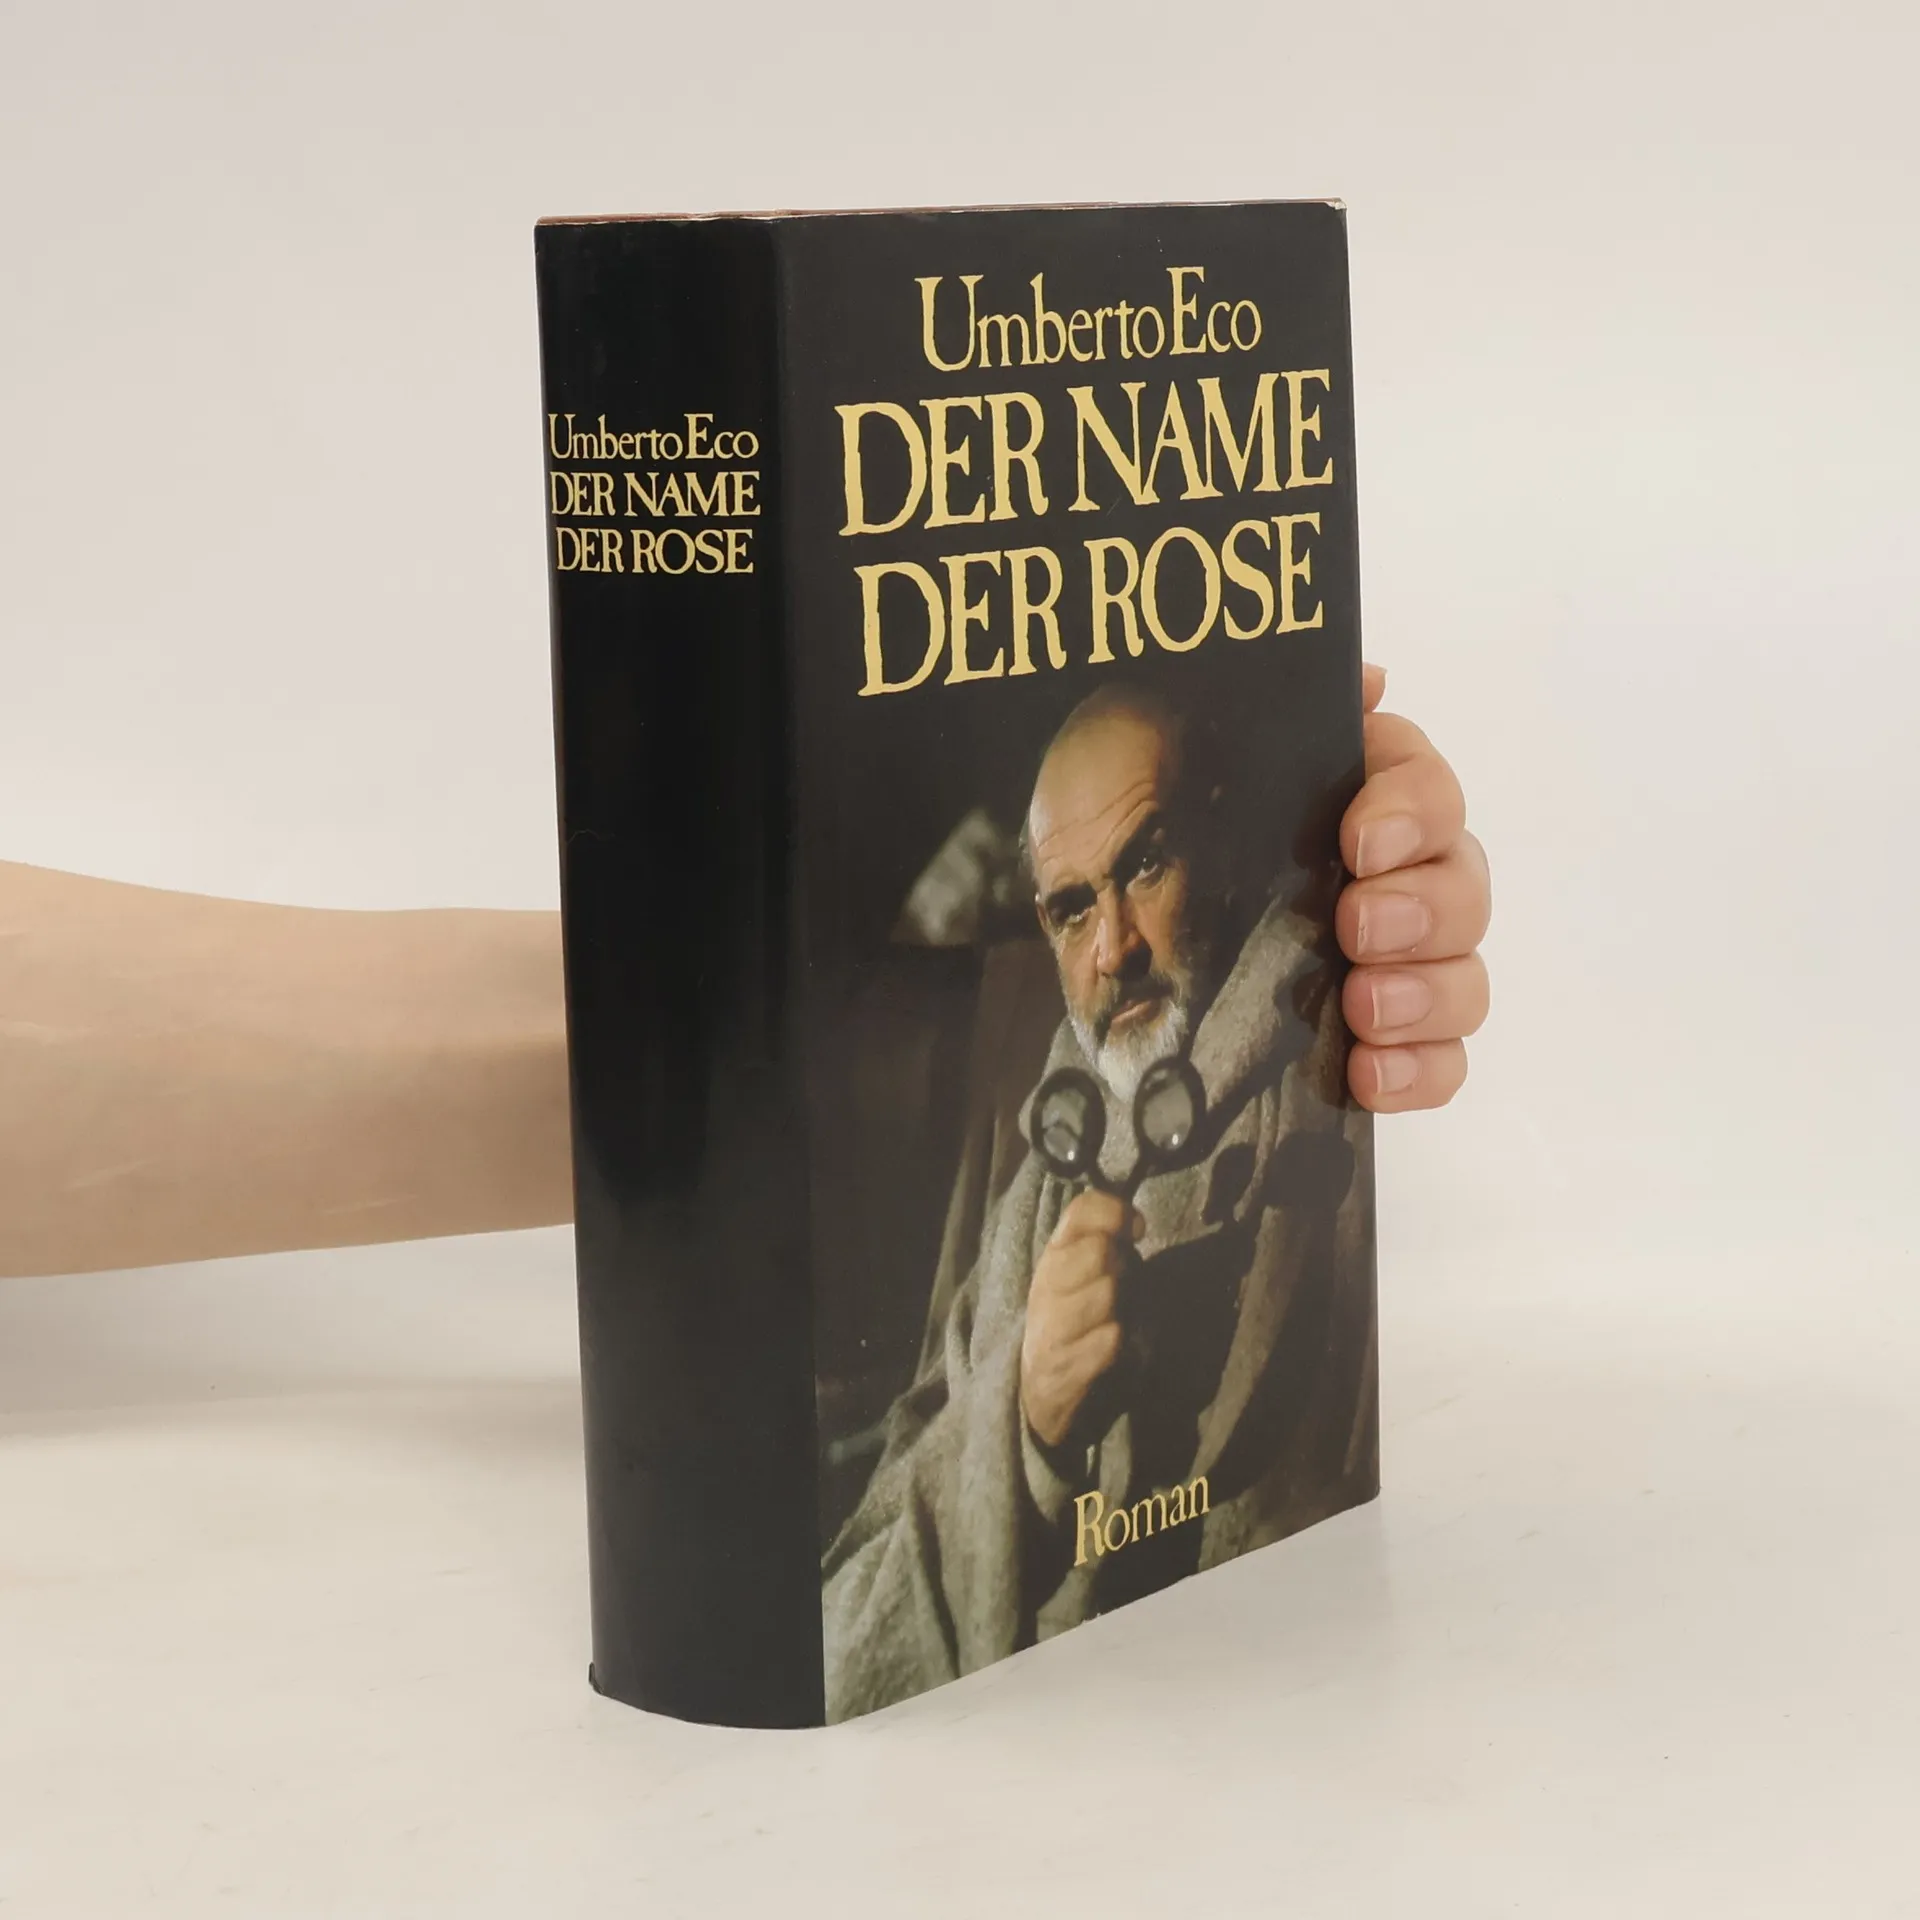 Umberto Eco
DER NAME
DER ROSE
Umberto Eco
DER NAME
DER ROSE
Roman